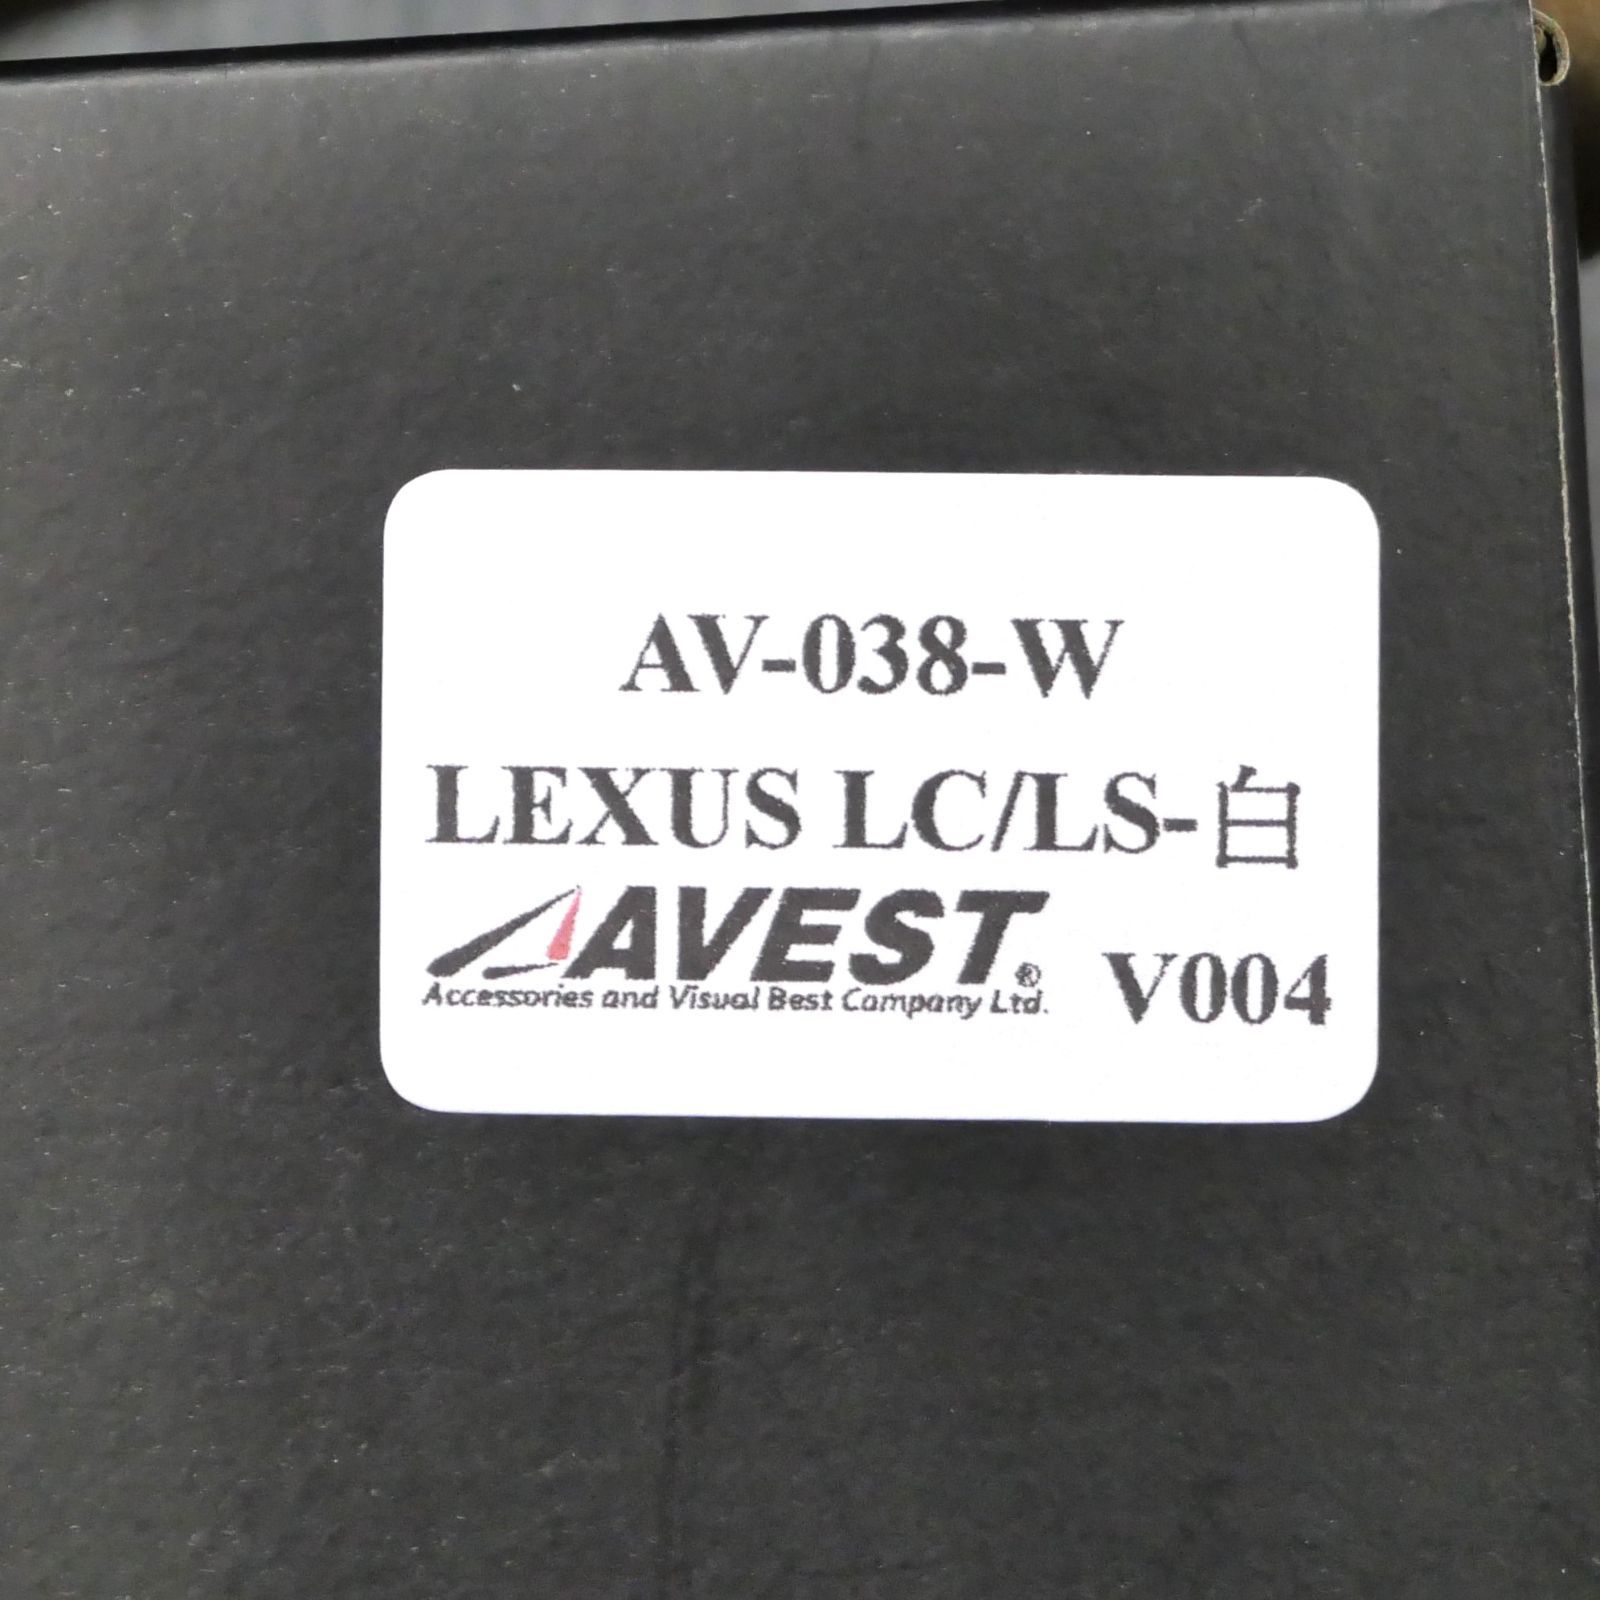 AV-038-W
LEXUS LC/LS-白
AVEST® V004
Accessories and Visual Best Company Ltd.